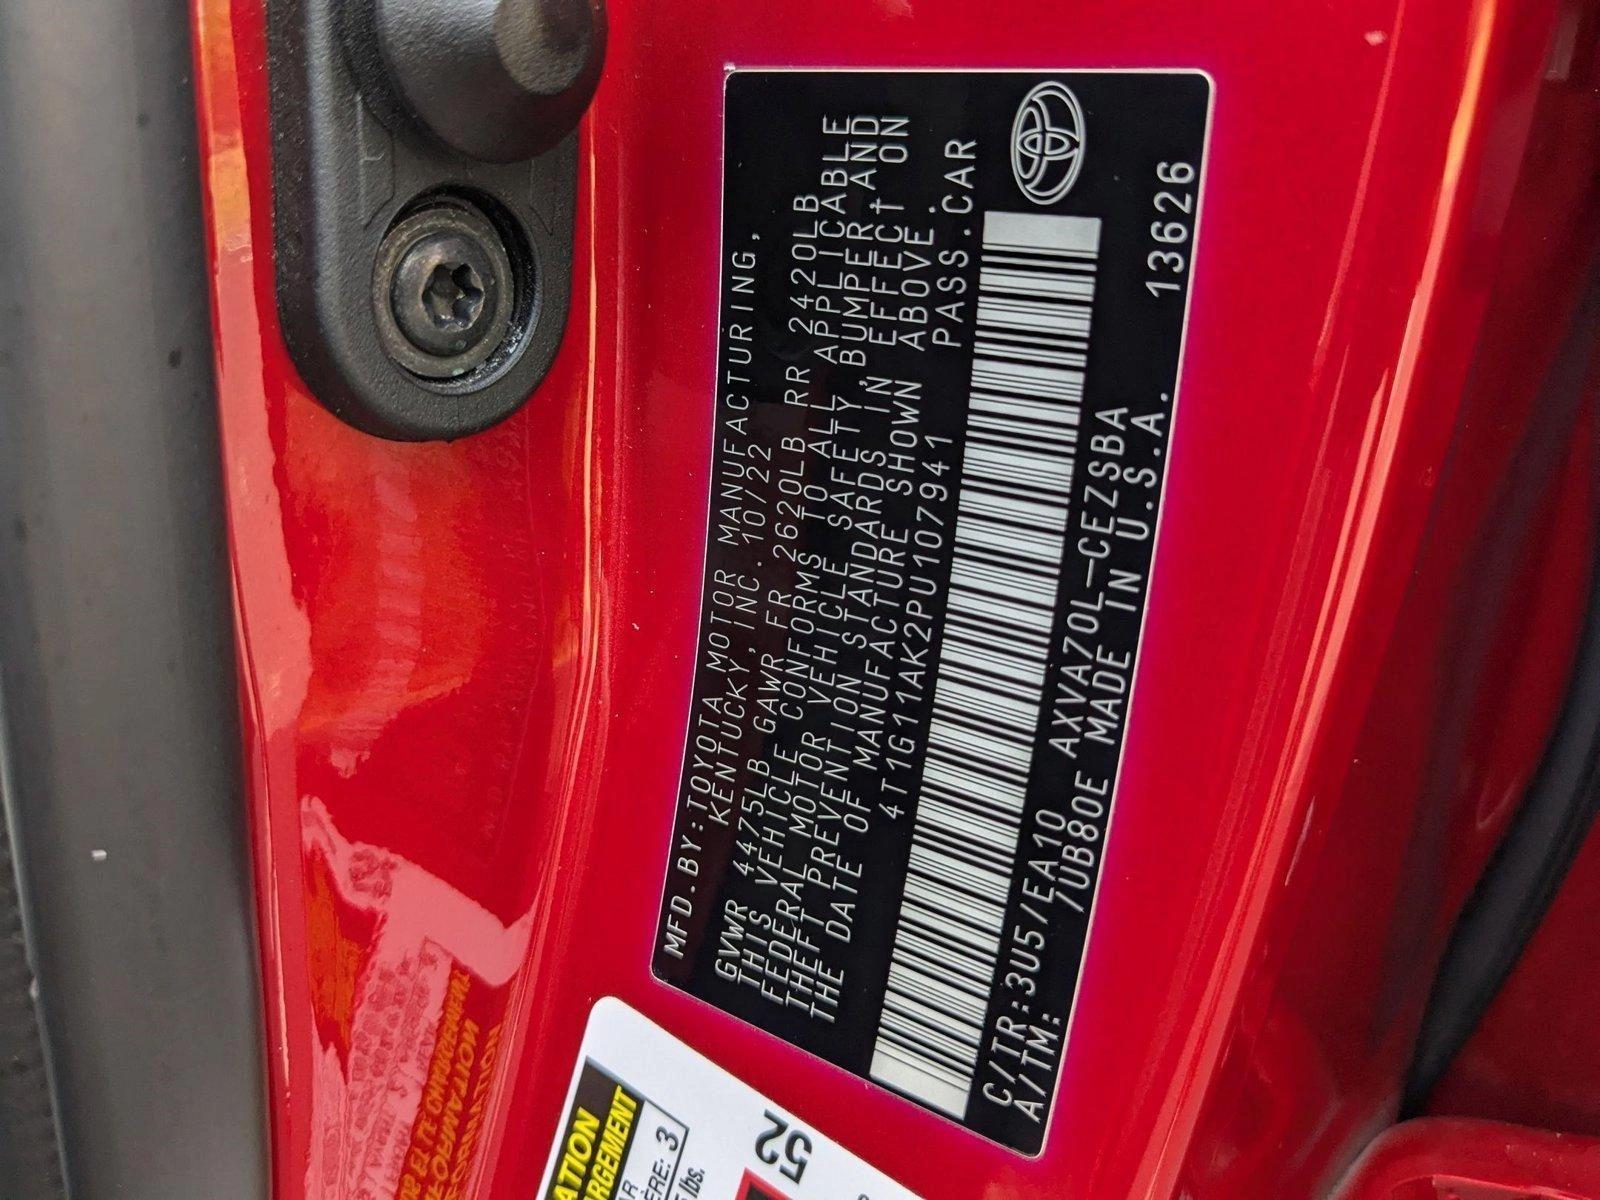 MFD.BY:TOYOTA MOTOR MANUFACTURING,
KENTUCKY, INC. 10/22
GVWR 4475LB GAWR FR 2620LB RR 2420LB
THIS VEHICLE CONFORMS TO ALL APPLICABLE
FEDERAL MOTOR VEHICLE SAFETY, BUMPER, AND
THEFT PREVENTION STANDARDS IN EFFECT ON
THE DATE OF MANUFACTURE SHOWN ABOVE.
4T1G11AK2PU107941 PASS.CAR
C/TR:3U5/EA10 AXVA70L-CEZSBA
A/TM: /UB80E MADE IN U.S.A.
13626
52
3
lbs.